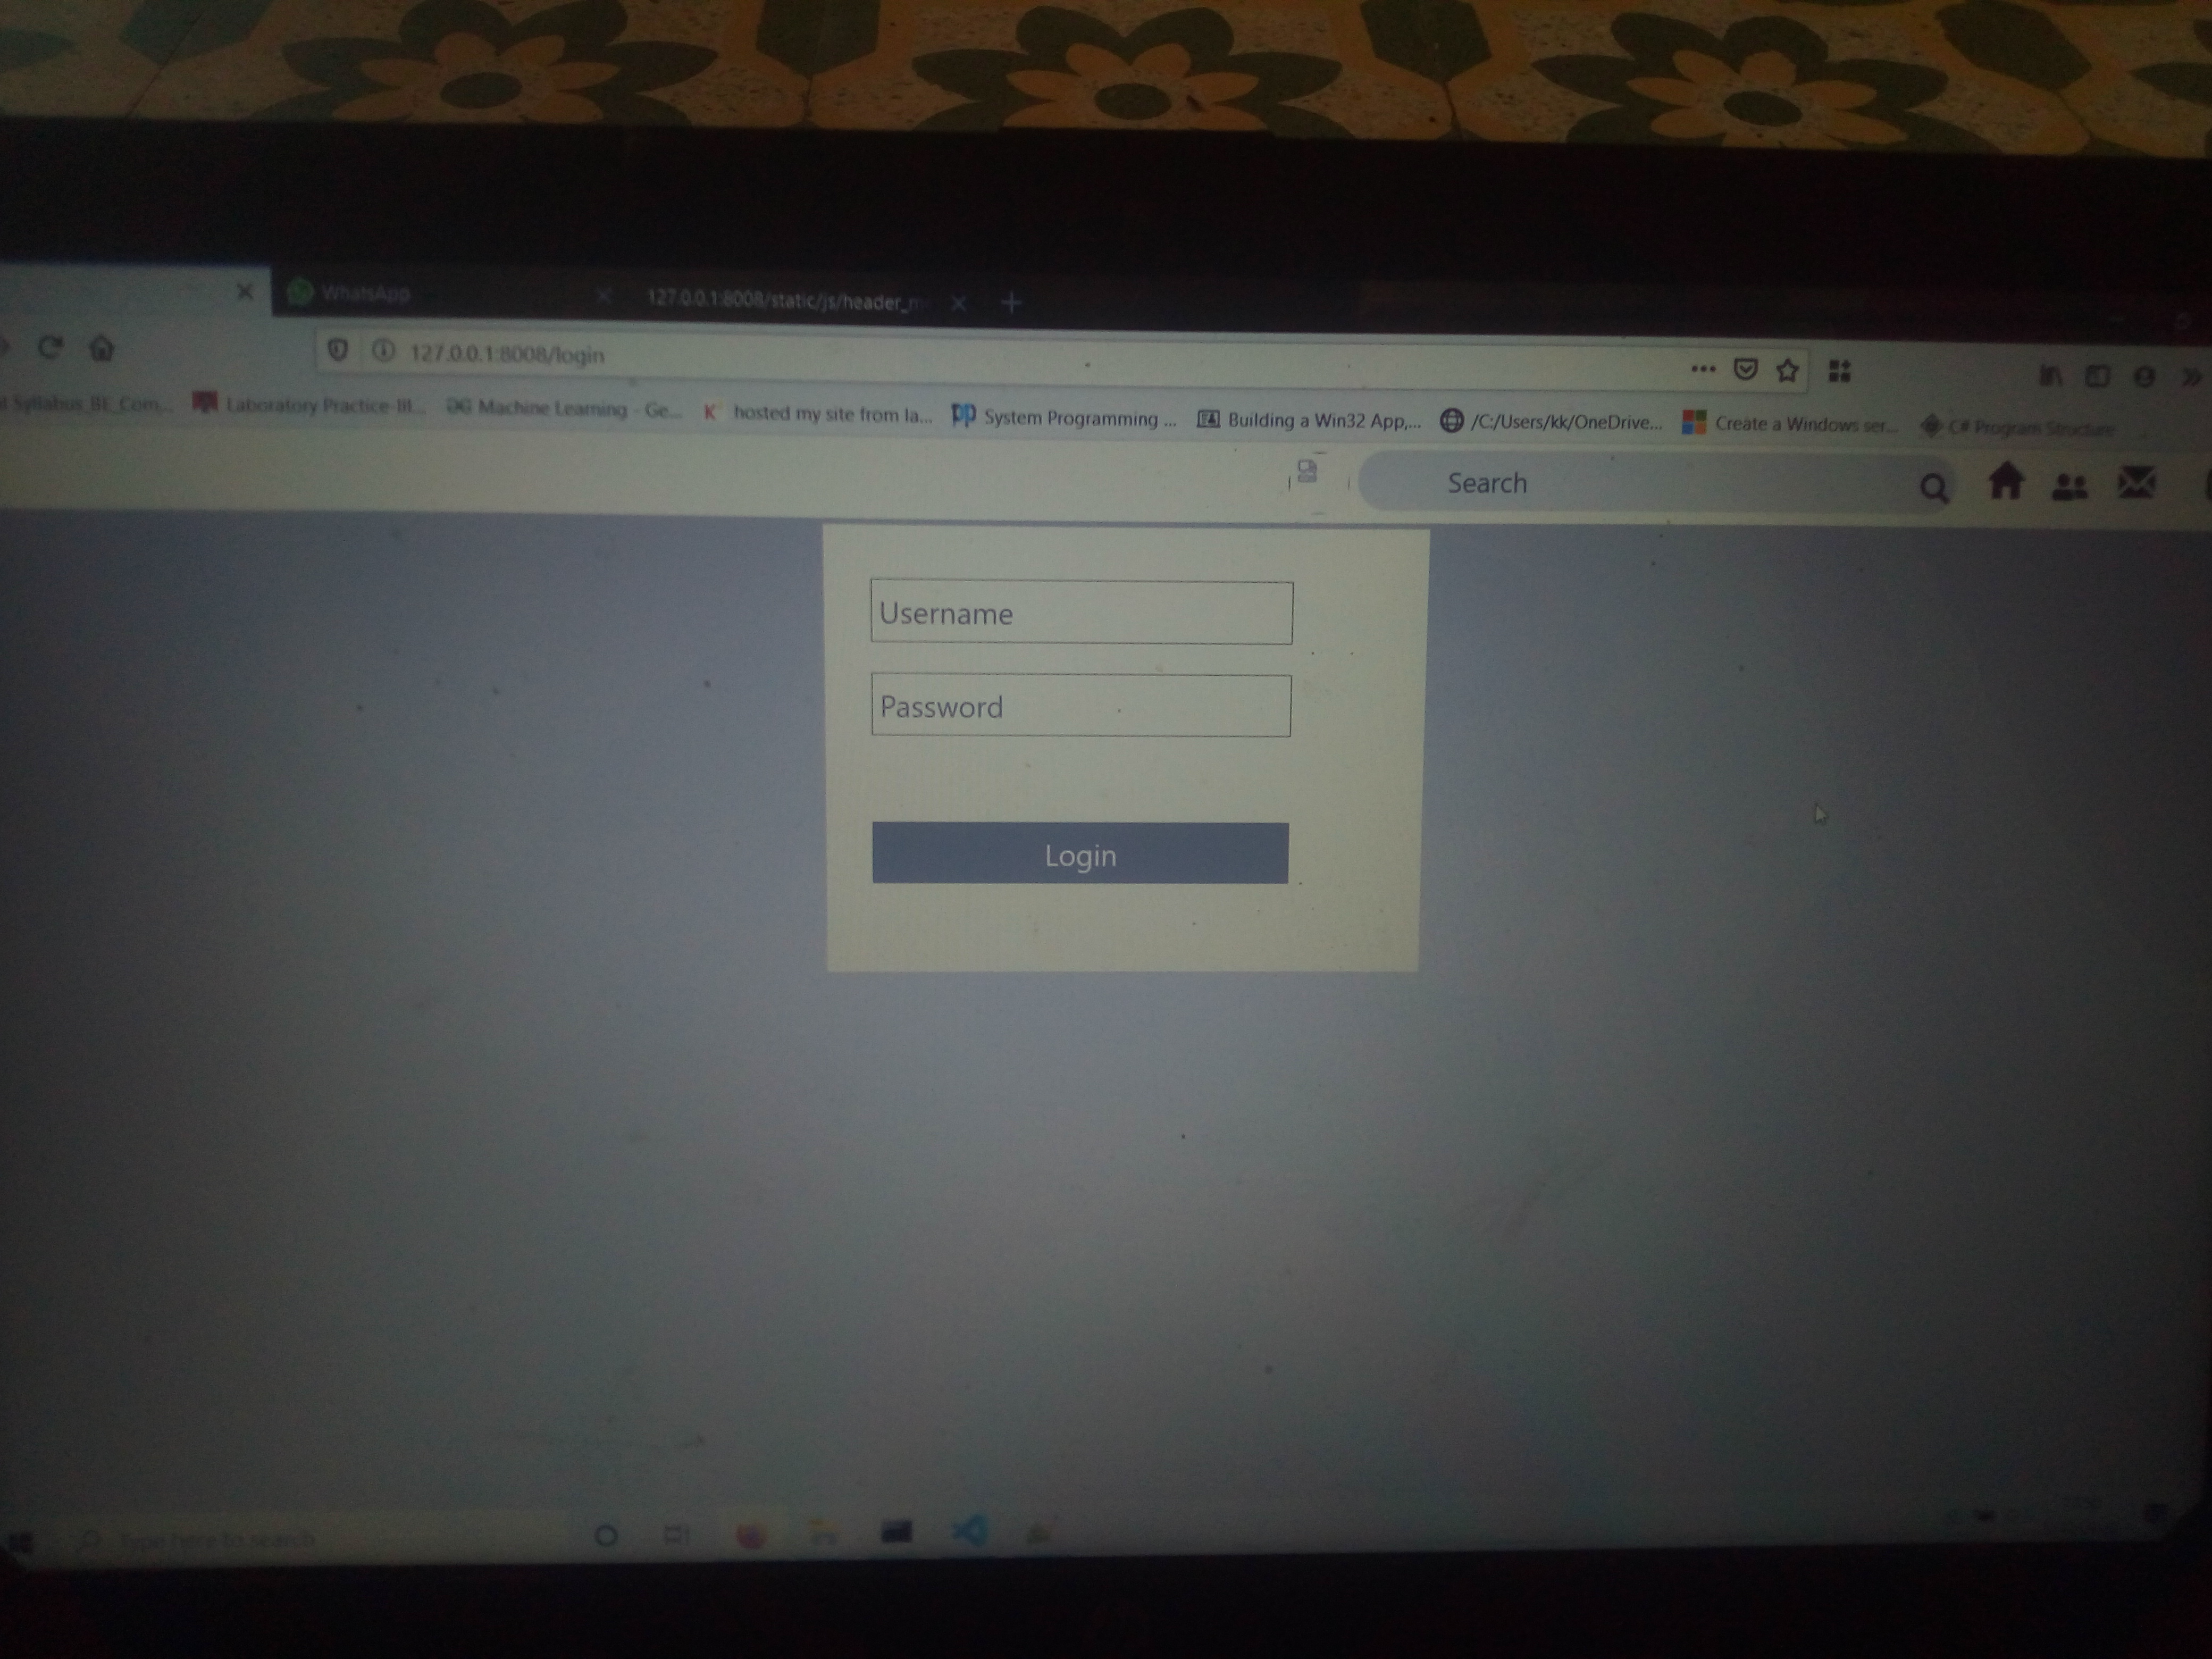 WhatsApp
127.0.0.1:8008/static/js/header_m
127.0.0.1:8008/login
Syllabus_BE_Com... Laboratory Practice-III... Machine Learning - Ge... hosted my site from la... System Programming ... Building a Win32 App,... /C:/Users/kk/OneDrive... Create a Windows ser... C# Program Structure
Search
Username
Password
Login
Type here to search